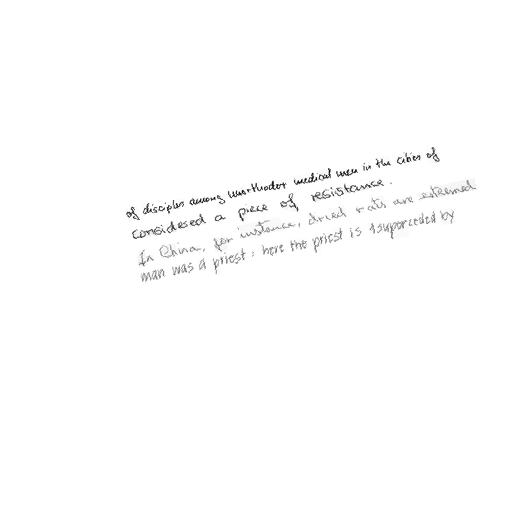 of disciples among unorthodox medical men in the cities of
considered a piece of resistance.
In China, for instance, dried rats are esteemed
man was a priest: here the priest is superceded by